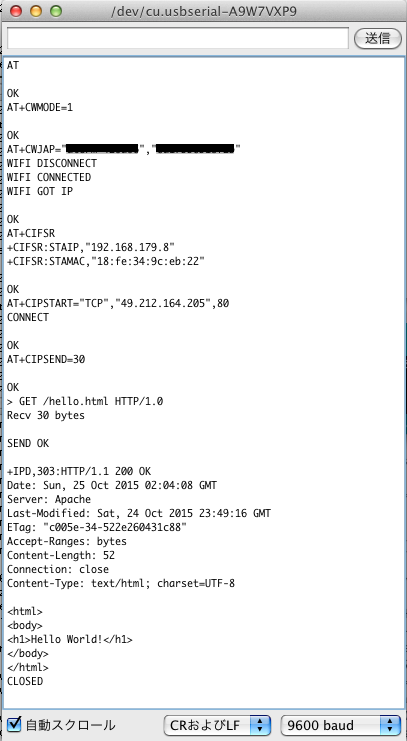 /dev/cu.usbserial-A9W7VXP9
送信
AT
OK
AT+CWMODE=1
OK
AT+CWJAP="","" 
WIFI DISCONNECT
WIFI CONNECTED
WIFI GOT IP
OK
AT+CIFSR
+CIFSR:STAIP,"192.168.179.8"
+CIFSR:STAMAC,"18:fe:34:9c:eb:22"
OK
AT+CIPSTART="TCP","49.212.164.205",80
CONNECT
OK
AT+CIPSEND=30
OK
> GET /hello.html HTTP/1.0
Recv 30 bytes
SEND OK
+IPD,303:HTTP/1.1 200 OK
Date: Sun, 25 Oct 2015 02:04:08 GMT
Server: Apache
Last-Modified: Sat, 24 Oct 2015 23:49:16 GMT
ETag: "c005e-34-522e260431c88"
Accept-Ranges: bytes
Content-Length: 52
Connection: close
Content-Type: text/html; charset=UTF-8
<html>
<body>
<h1>Hello World!</h1>
</body>
</html>
CLOSED
自動スクロール CRおよびLF 9600 baud